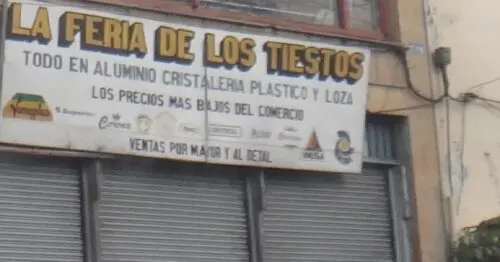 LA FERIA DE LOS TIESTOS
TODO EN ALUMINIO CRISTALERIA PLASTICO Y LOZA
LOS PRECIOS MAS BAJOS DEL COMERCIO
VENTAS POR MAYOR Y AL DETAL